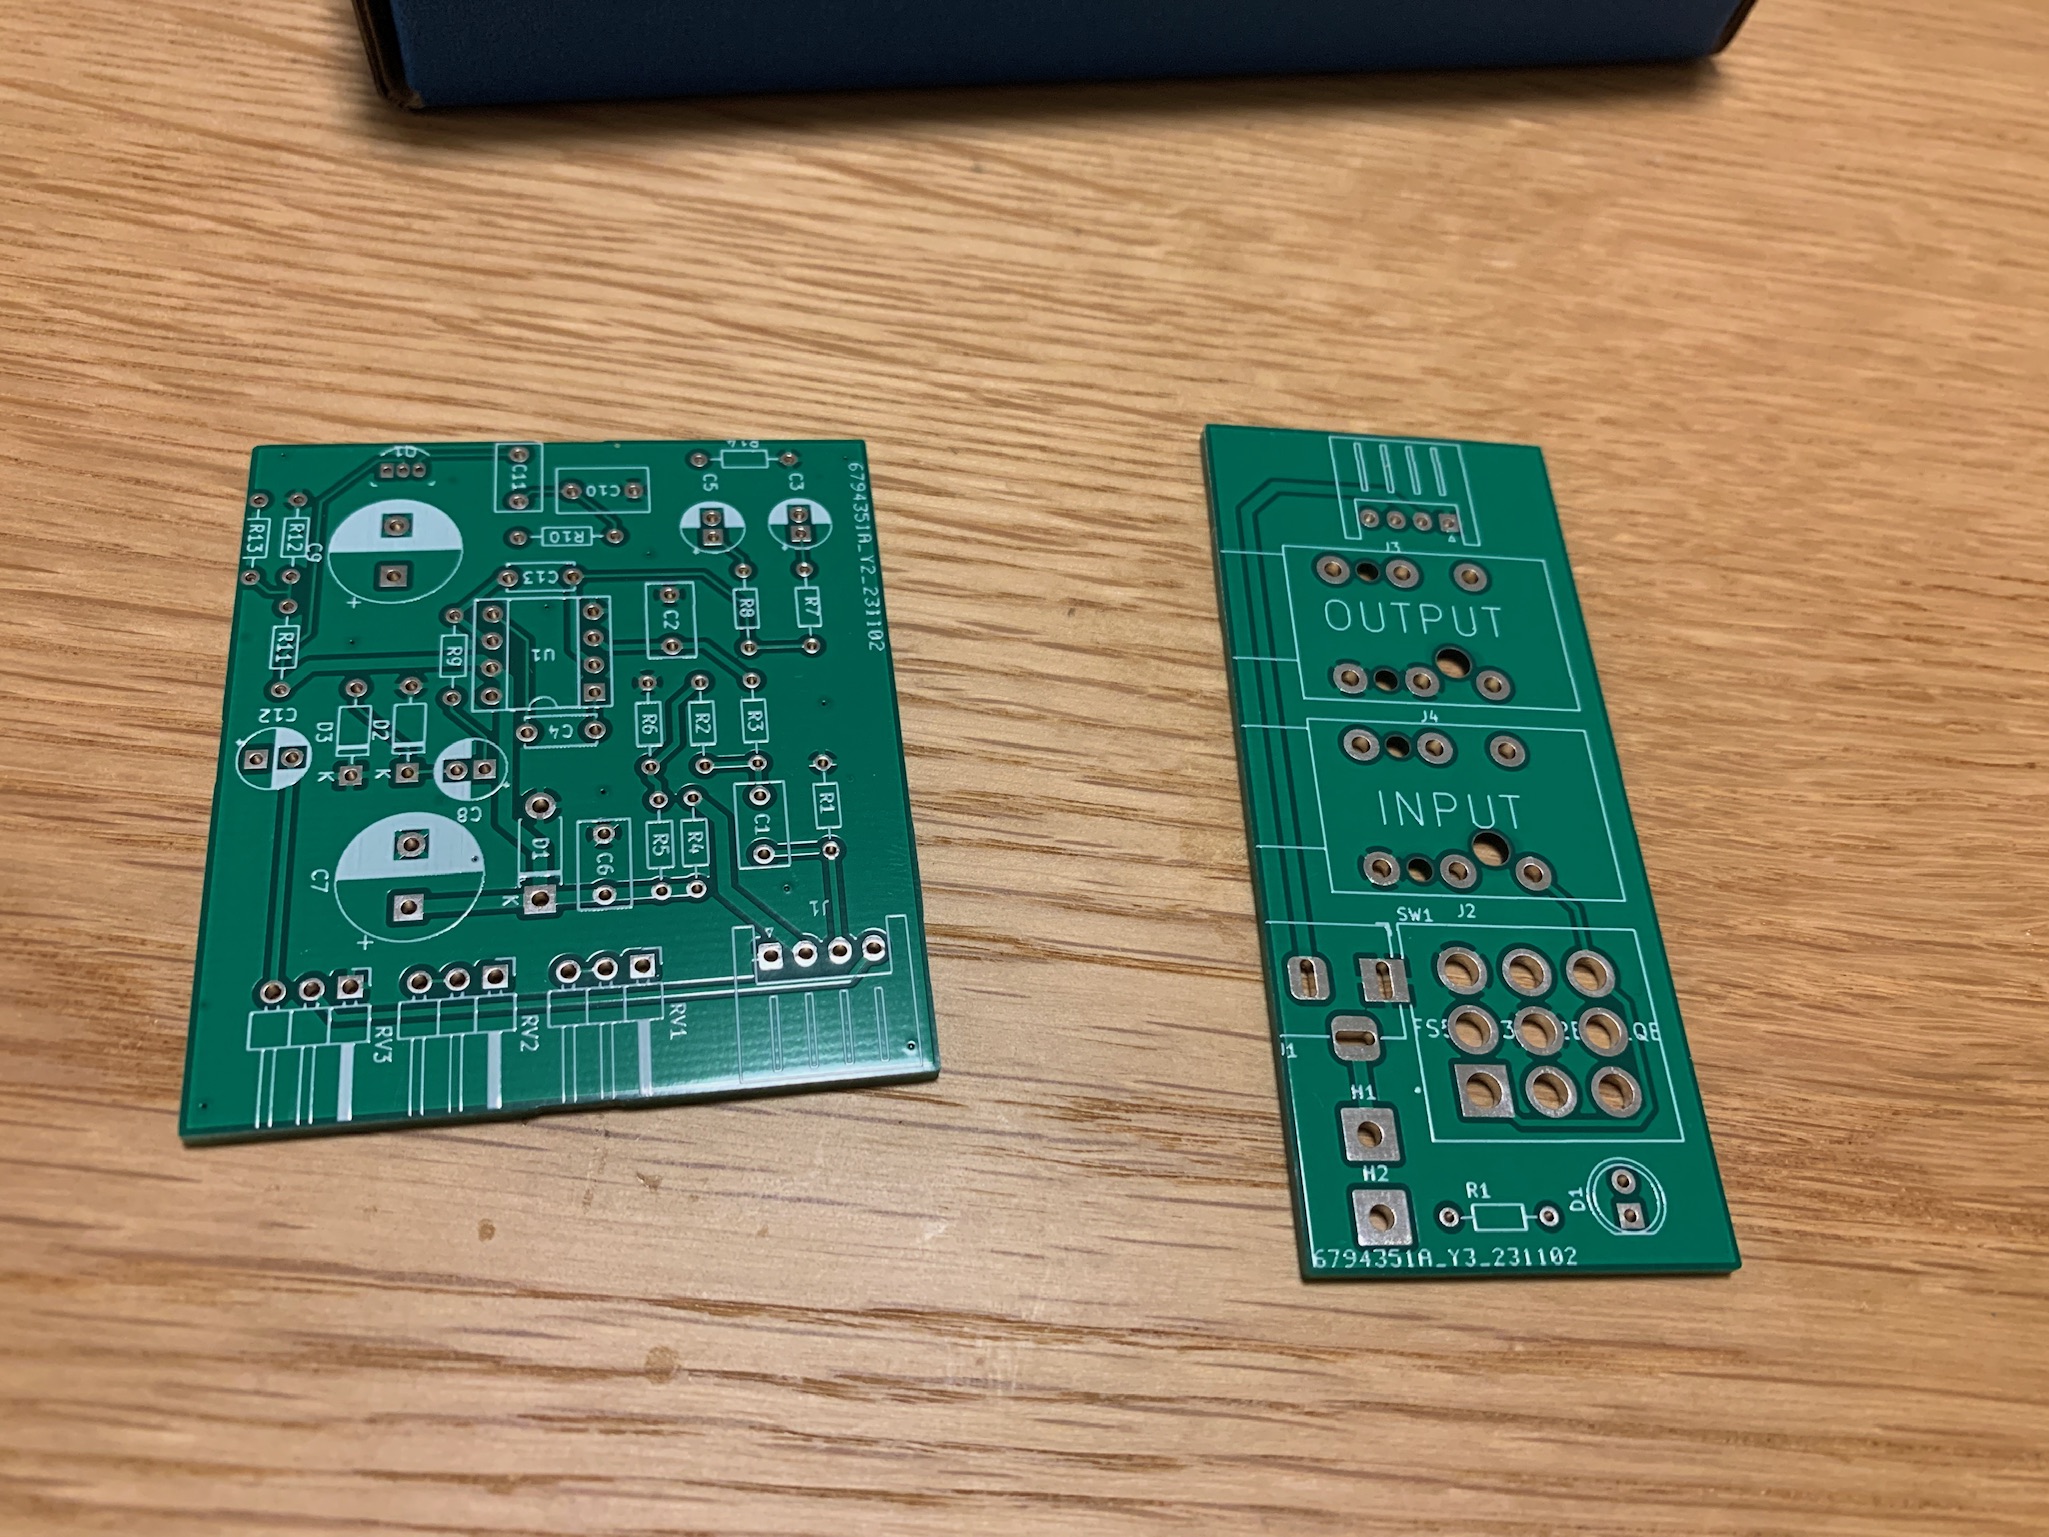 Q1
C11
C10
R14
C5
C3
6794351A_Y2_231102
R13
R12
C9
R10
C13
+
R11
R9
U1
C2
R8
R7
C12
D3
D2
C4
R6
R2
R3
K
K
C8
C7
D1
C6
R5
R4
C1
R1
K
J1
+
RV3
RV2
RV1
J3
OUTPUT
J4
INPUT
J2
SW1
J1
H1
H2
R1
D1
6794351A_Y3_231102